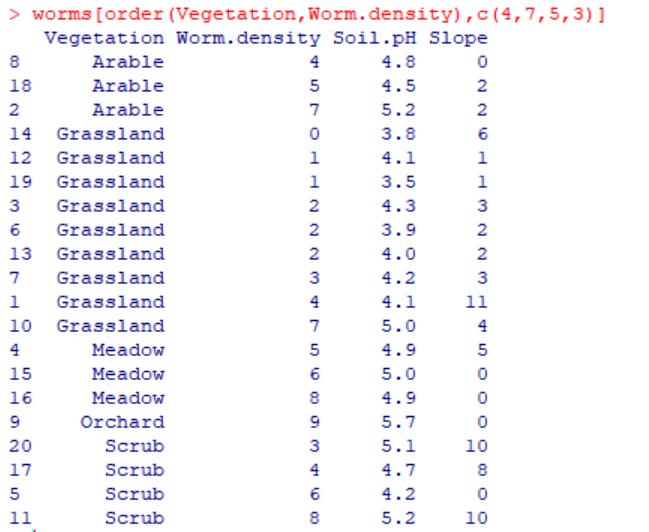 > worms[order(Vegetation,Worm.density),c(4,7,5,3)]
   Vegetation Worm.density Soil.pH Slope
8      Arable            4     4.8     0
18     Arable            5     4.5     2
2      Arable            7     5.2     2
14  Grassland            0     3.8     6
12  Grassland            1     4.1     1
19  Grassland            1     3.5     1
3   Grassland            2     4.3     3
6   Grassland            2     3.9     2
13  Grassland            2     4.0     2
7   Grassland            3     4.2     3
1   Grassland            4     4.1    11
10  Grassland            7     5.0     4
4      Meadow            5     4.9     5
15     Meadow            6     5.0     0
16     Meadow            8     4.9     0
9     Orchard            9     5.7     0
20      Scrub            3     5.1    10
17      Scrub            4     4.7     8
5       Scrub            6     4.2     0
11      Scrub            8     5.2    10